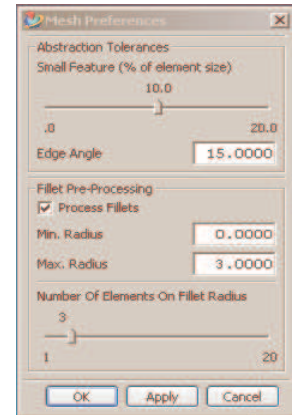 Mesh Preferences
Abstraction Tolerances
Small Feature (% of element size)
10.0
.0 20.0
Edge Angle 15.0000
Fillet Pre-Processing
Process Fillets
Min. Radius 0.0000
Max. Radius 3.0000
Number Of Elements On Fillet Radius
3
1 20
OK Apply Cancel